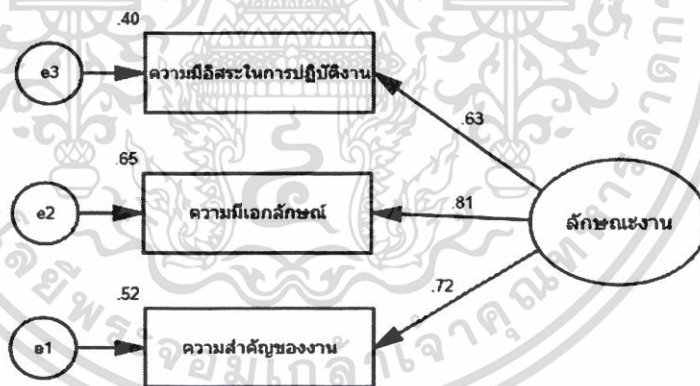 .40
e3
ความมีอิสระในการปฏิบัติงาน
.63
.65
e2
ความมีเอกลักษณ์
.81
ลักษณะงาน
.52
.72
e1
ความสำคัญของงาน